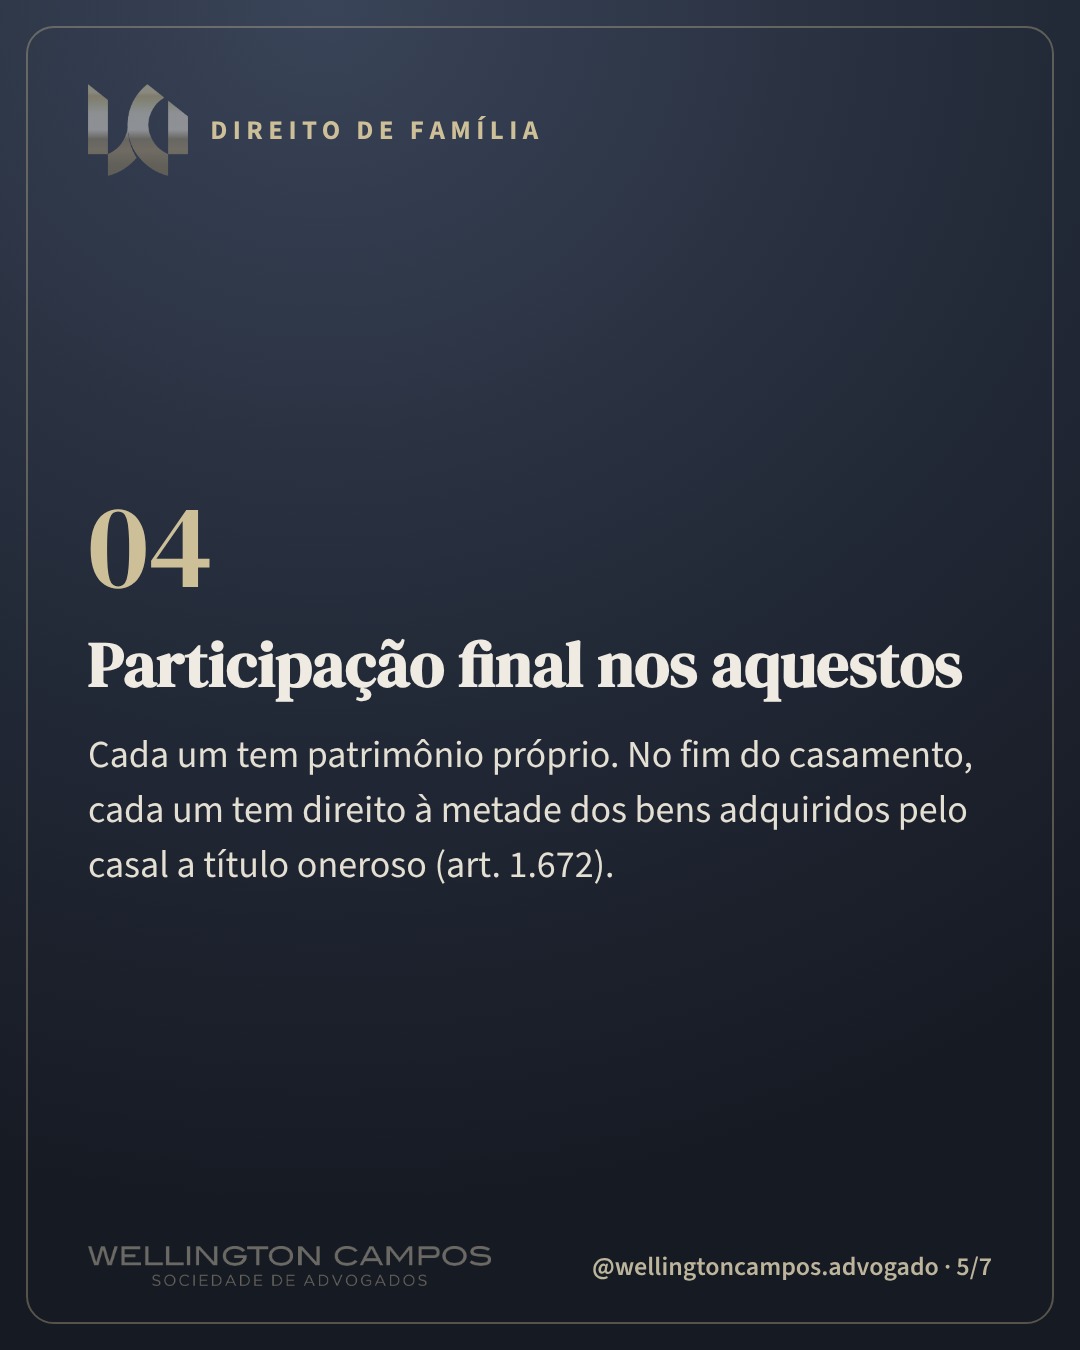 DIREITO DE FAMÍLIA
04
Participação final nos aquestos
Cada um tem patrimônio próprio. No fim do casamento,
cada um tem direito à metade dos bens adquiridos pelo
casal a título oneroso (art. 1.672).
WELLINGTON CAMPOS
SOCIEDADE DE ADVOGADOS
@wellingtoncampos.advogado · 5/7